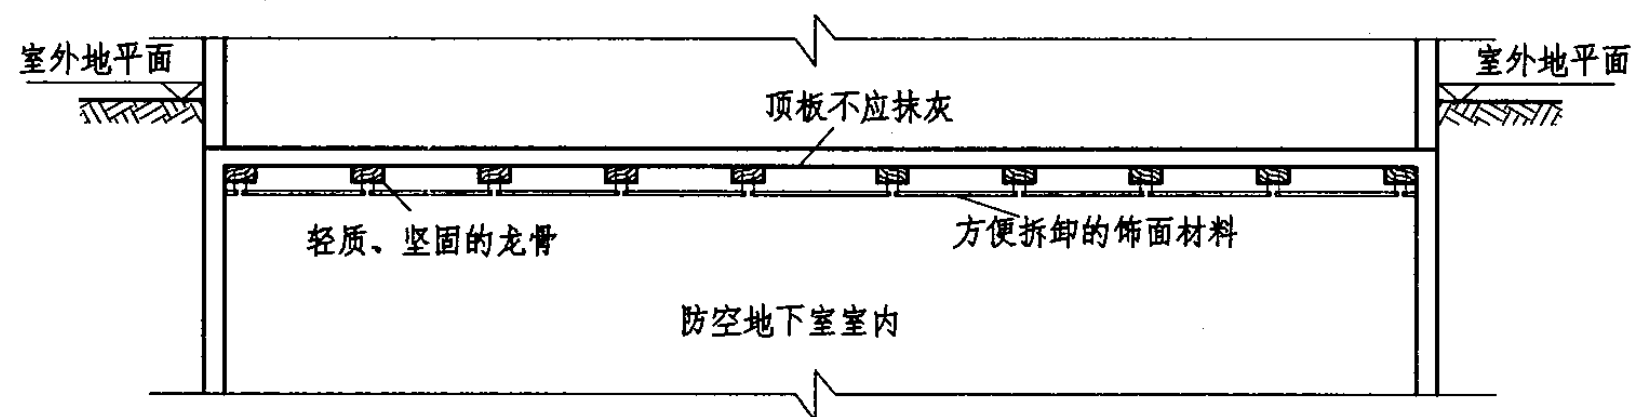 室外地平面
室外地平面
顶板不应抹灰
轻质、坚固的龙骨
方便拆卸的饰面材料
防空地下室室内